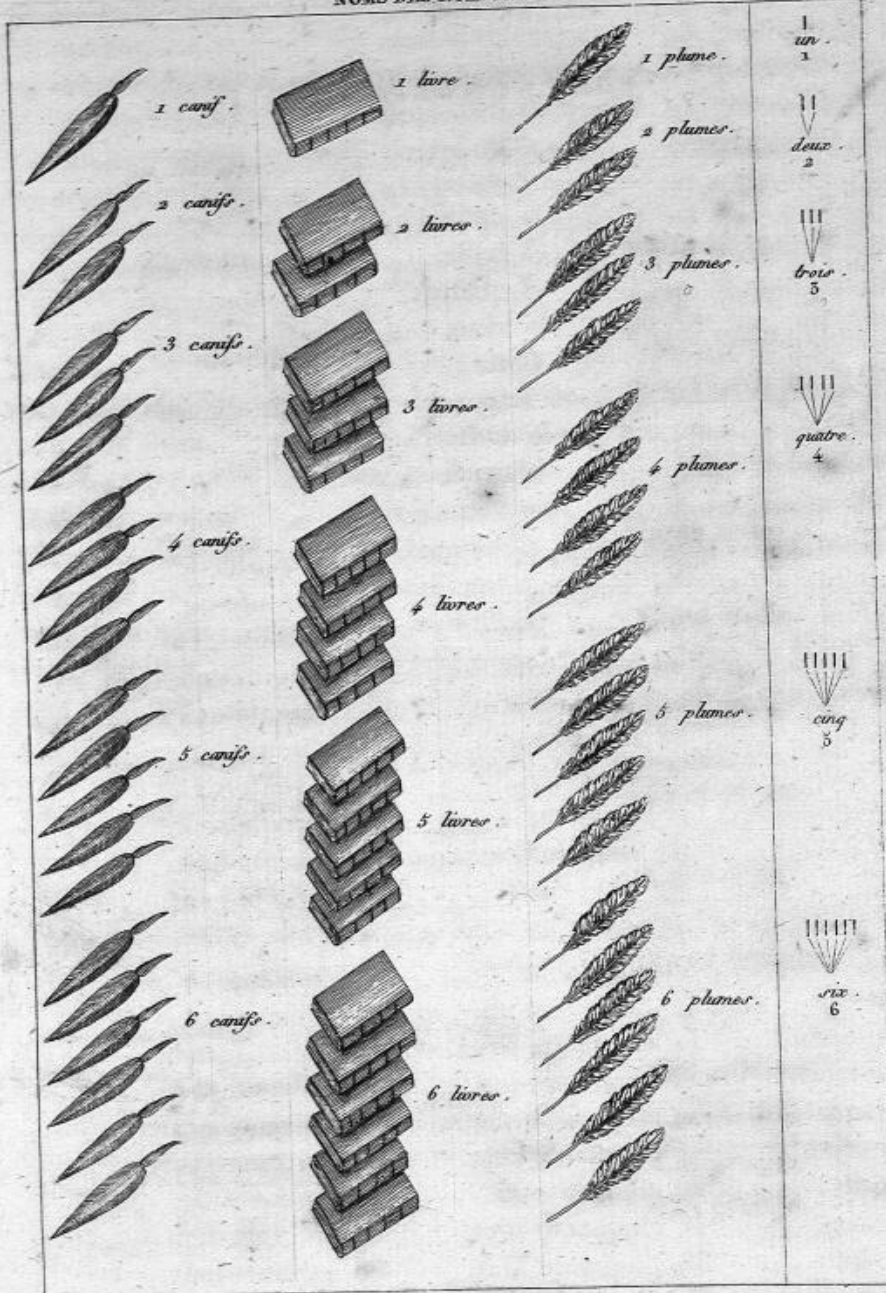 1 canif.
1 livre.
1 plume.
un.
1
2 canifs.
2 livres.
2 plumes.
deux.
2
3 canifs.
3 livres.
3 plumes.
trois.
3
4 canifs.
4 livres.
4 plumes.
quatre.
4
5 canifs.
5 livres.
5 plumes.
cinq
5
6 canifs.
6 livres.
6 plumes.
six.
6